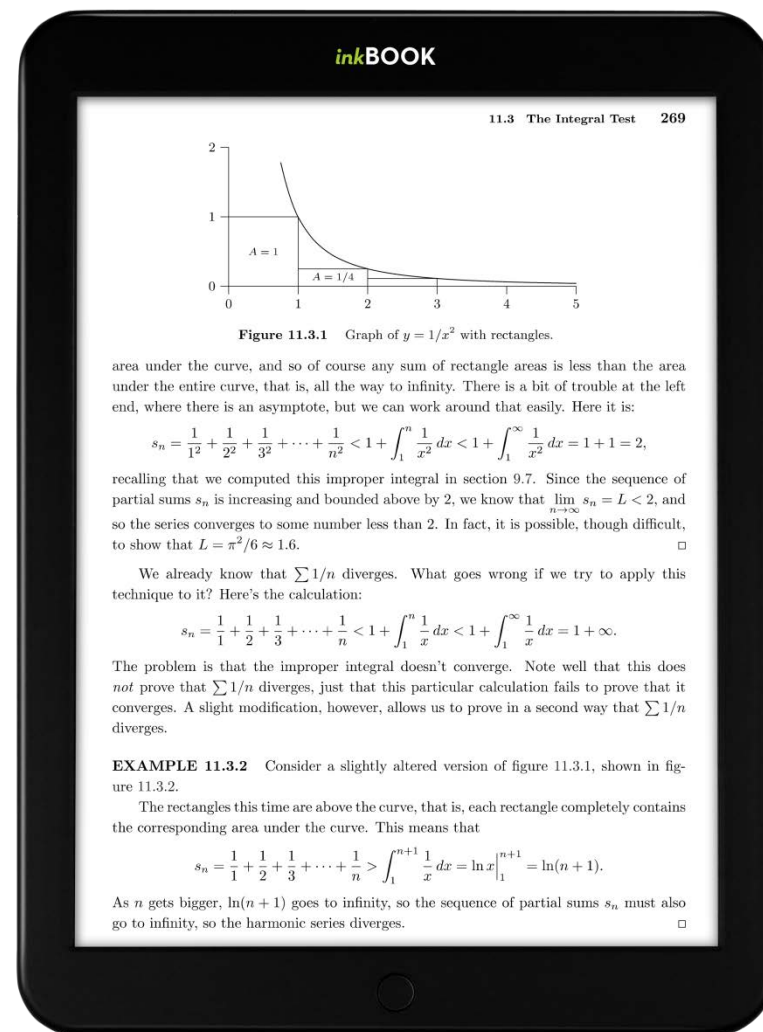 inkBOOK
11.3 The Integral Test 269
2
1
A = 1
A = 1/4
0
0 1 2 3 4 5
Figure 11.3.1 Graph of y = 1/x² with rectangles.
area under the curve, and so of course any sum of rectangle areas is less than the area
under the entire curve, that is, all the way to infinity. There is a bit of trouble at the left
end, where there is an asymptote, but we can work around that easily. Here it is:
sₙ = 1/1² + 1/2² + 1/3² + ⋯ + 1/n² < 1 + ∫₁ⁿ 1/x² dx < 1 + ∫₁^∞ 1/x² dx = 1 + 1 = 2,
recalling that we computed this improper integral in section 9.7. Since the sequence of
partial sums sₙ is increasing and bounded above by 2, we know that lim n→∞ sₙ = L < 2, and
so the series converges to some number less than 2. In fact, it is possible, though difficult,
to show that L = π²/6 ≈ 1.6. □
We already know that ∑ 1/n diverges. What goes wrong if we try to apply this
technique to it? Here's the calculation:
sₙ = 1/1 + 1/2 + 1/3 + ⋯ + 1/n < 1 + ∫₁ⁿ 1/x dx < 1 + ∫₁^∞ 1/x dx = 1 + ∞.
The problem is that the improper integral doesn't converge. Note well that this does
not prove that ∑ 1/n diverges, just that this particular calculation fails to prove that it
converges. A slight modification, however, allows us to prove in a second way that ∑ 1/n
diverges.
EXAMPLE 11.3.2 Consider a slightly altered version of figure 11.3.1, shown in fig-
ure 11.3.2.
The rectangles this time are above the curve, that is, each rectangle completely contains
the corresponding area under the curve. This means that
sₙ = 1/1 + 1/2 + 1/3 + ⋯ + 1/n > ∫₁^(n+1) 1/x dx = ln x|₁^(n+1) = ln(n + 1).
As n gets bigger, ln(n + 1) goes to infinity, so the sequence of partial sums sₙ must also
go to infinity, so the harmonic series diverges. □